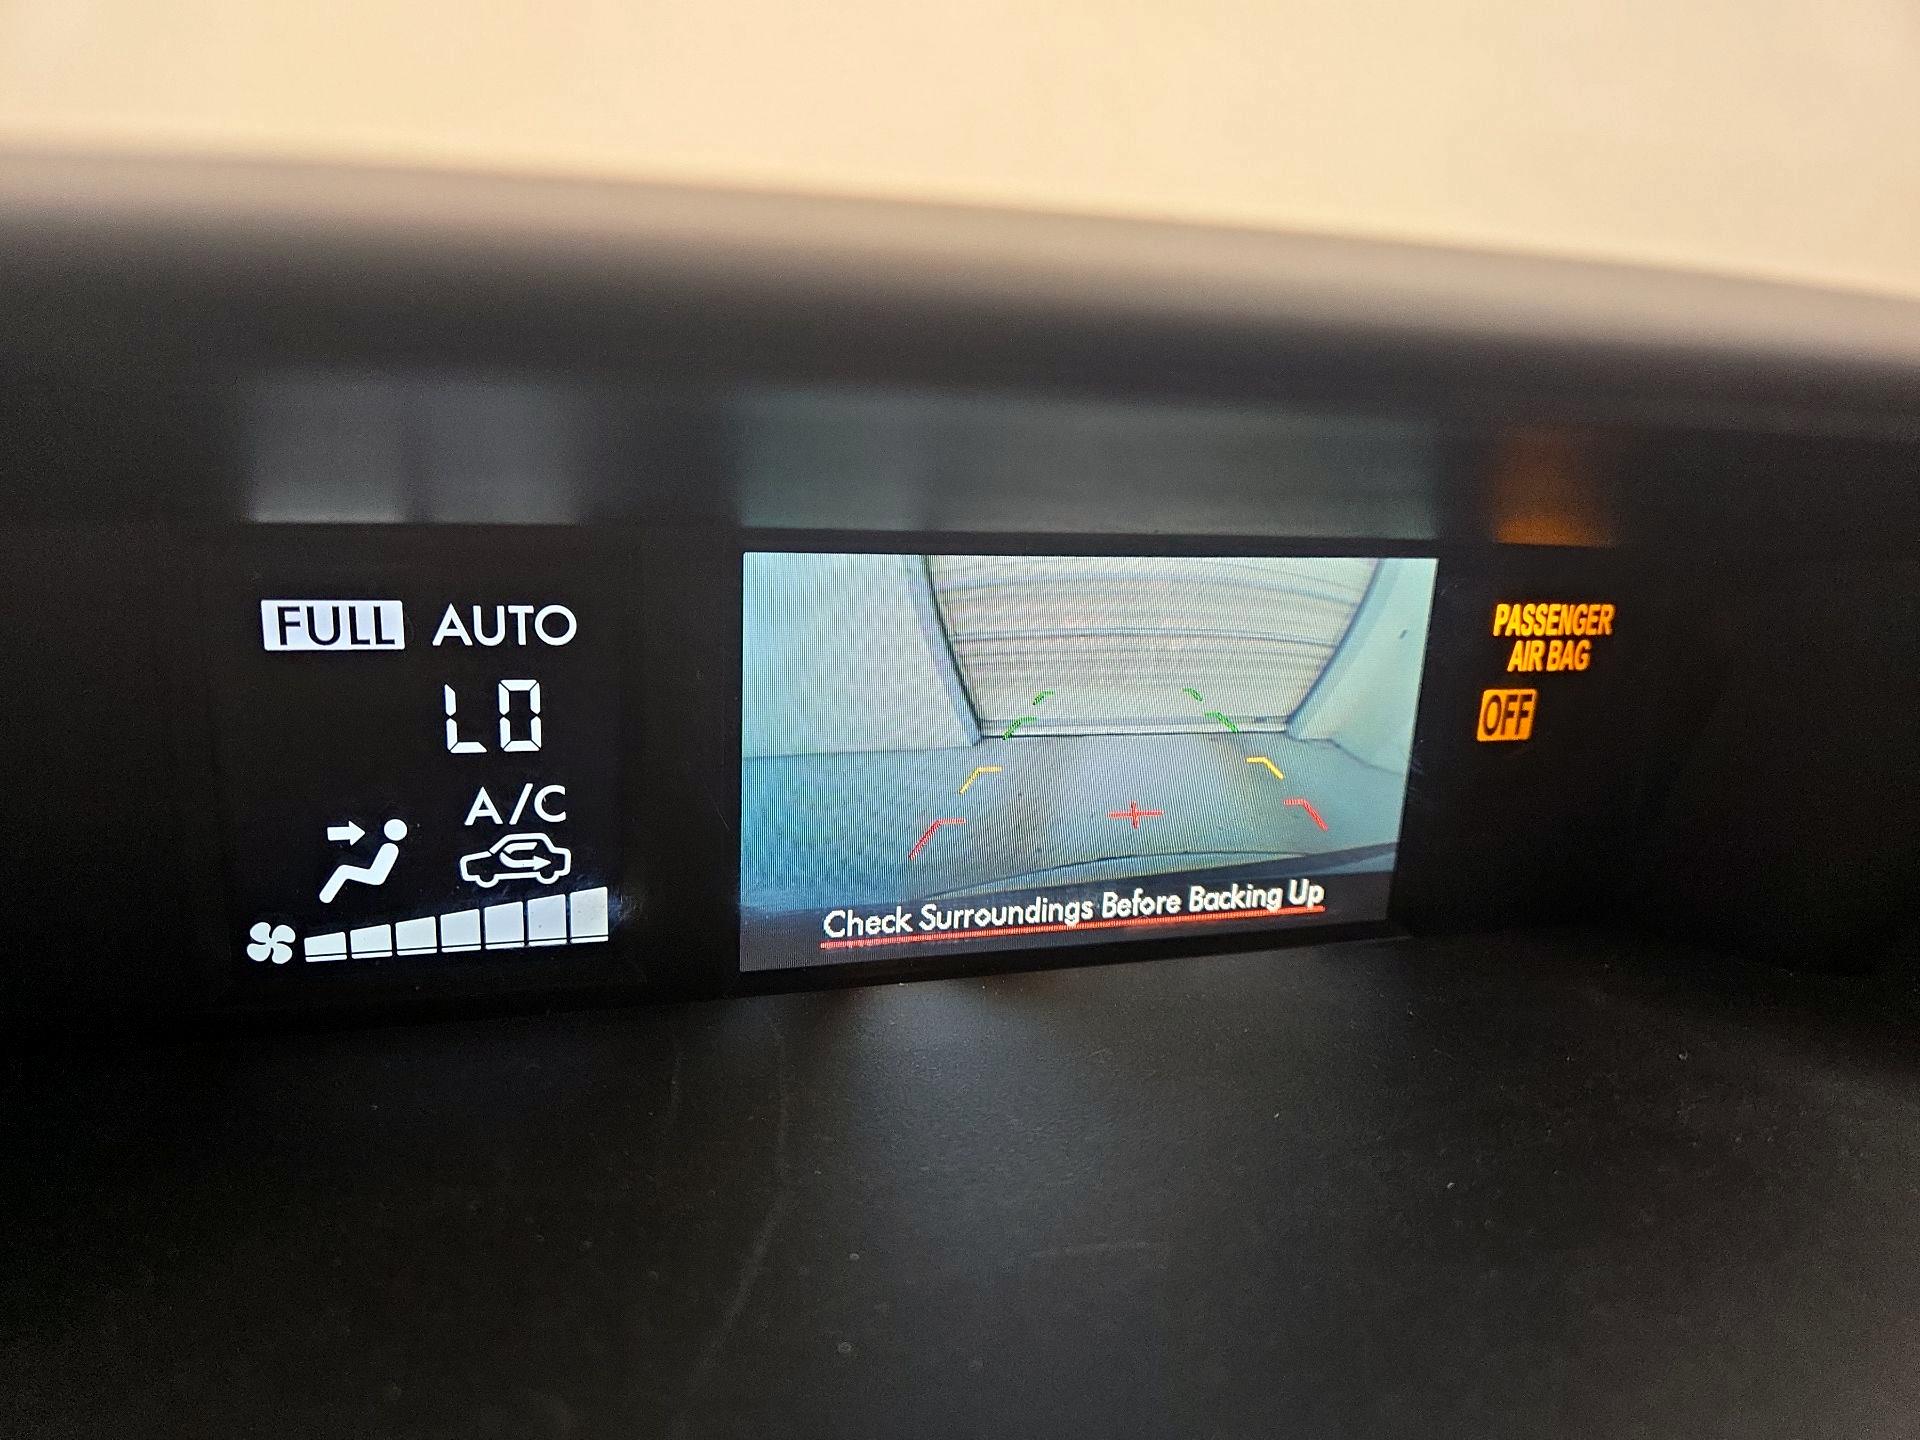 FULL AUTO
LO
A/C
Check Surroundings Before Backing Up
PASSENGER
AIR BAG
OFF